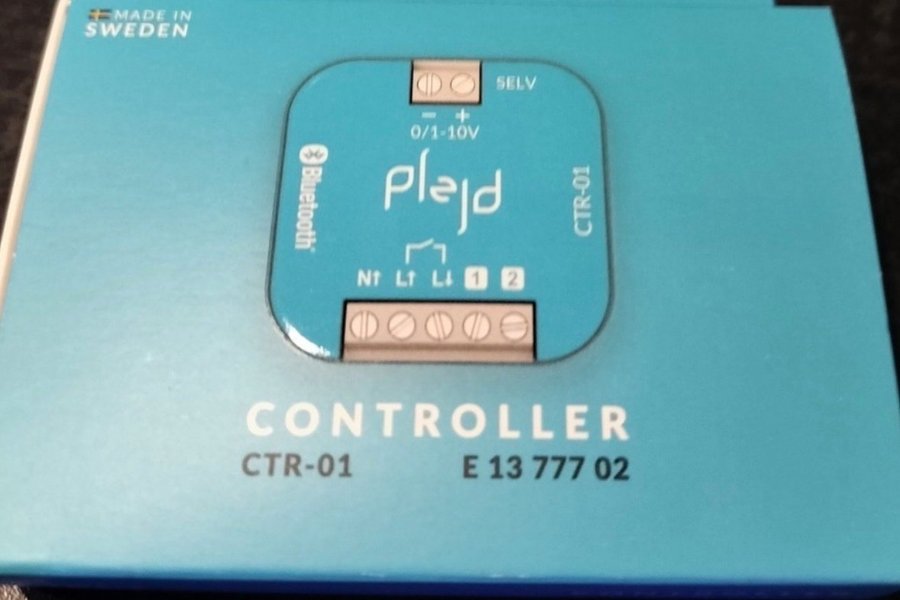 MADE IN
SWEDEN
SELV
− +
0/1-10V
Bluetooth
plejd
CTR-01
N↑ L↑ L↓ 1 2
CONTROLLER
CTR-01 E 13 777 02